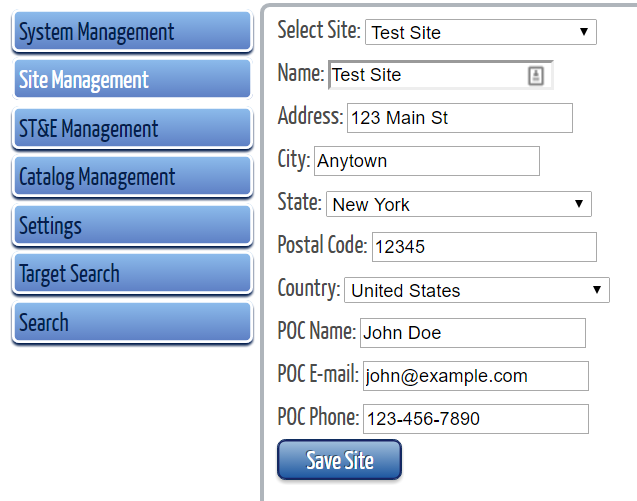 System Management
Site Management
ST&E Management
Catalog Management
Settings
Target Search
Search
Select Site: Test Site
Name: Test Site
Address: 123 Main St
City: Anytown
State: New York
Postal Code: 12345
Country: United States
POC Name: John Doe
POC E-mail: john@example.com
POC Phone: 123-456-7890
Save Site